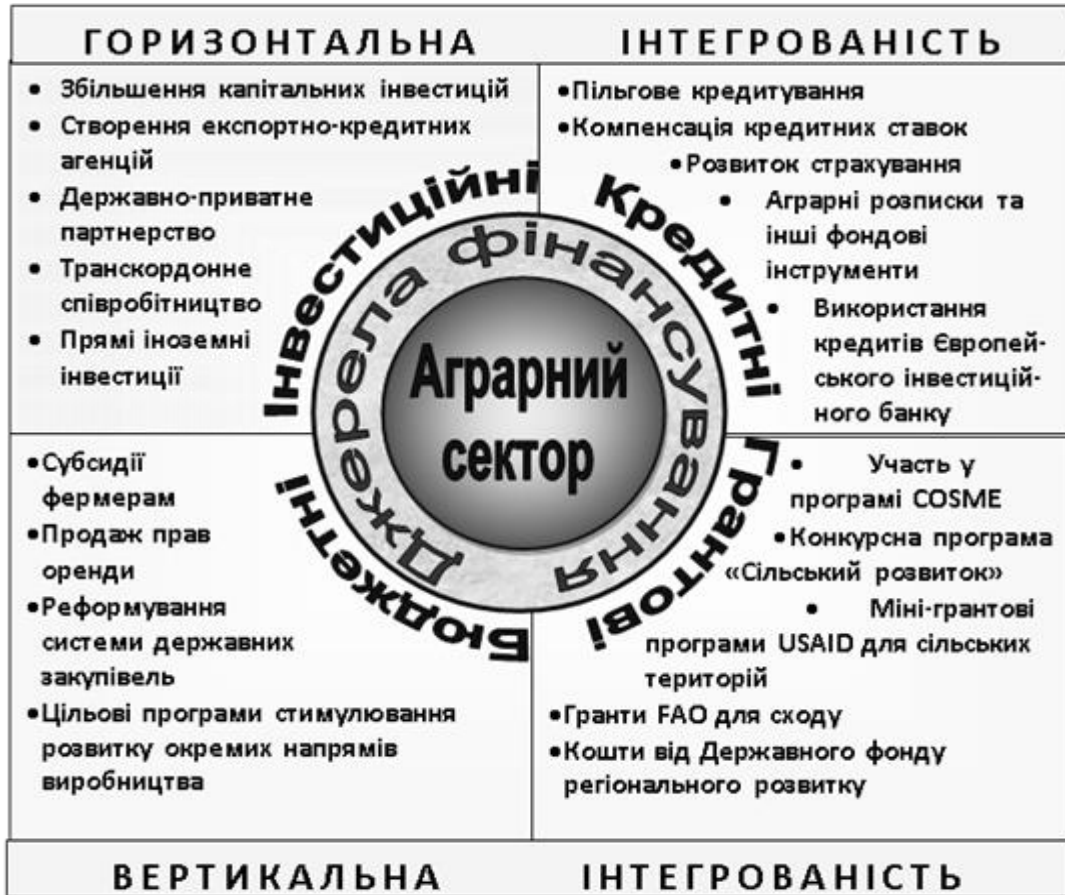 ГОРИЗОНТАЛЬНА ІНТЕГРОВАНІСТЬ
• Збільшення капітальних інвестицій
• Створення експортно-кредитних
агенцій
• Державно-приватне
партнерство
• Транскордонне
співробітництво
• Прямі іноземні
інвестиції
•Пільгове кредитування
•Компенсація кредитних ставок
•Розвиток страхування
• Аграрні розписки та
інші фондові
інструменти
• Використання
кредитів Європей-
ського інвестицій-
ного банку
Інвестиційні
Кредитні
Джерела фінансування
Аграрний
сектор
Бюджетні
Грантові
•Субсидії
фермерам
•Продаж прав
оренди
•Реформування
системи державних
закупівель
•Цільові програми стимулювання
розвитку окремих напрямів
виробництва
• Участь у
програмі COSME
•Конкурсна програма
«Сільський розвиток»
• Міні-грантові
програми USAID для сільських
територій
•Гранти FAO для сходу
•Кошти від Державного фонду
регіонального розвитку
ВЕРТИКАЛЬНА ІНТЕГРОВАНІСТЬ